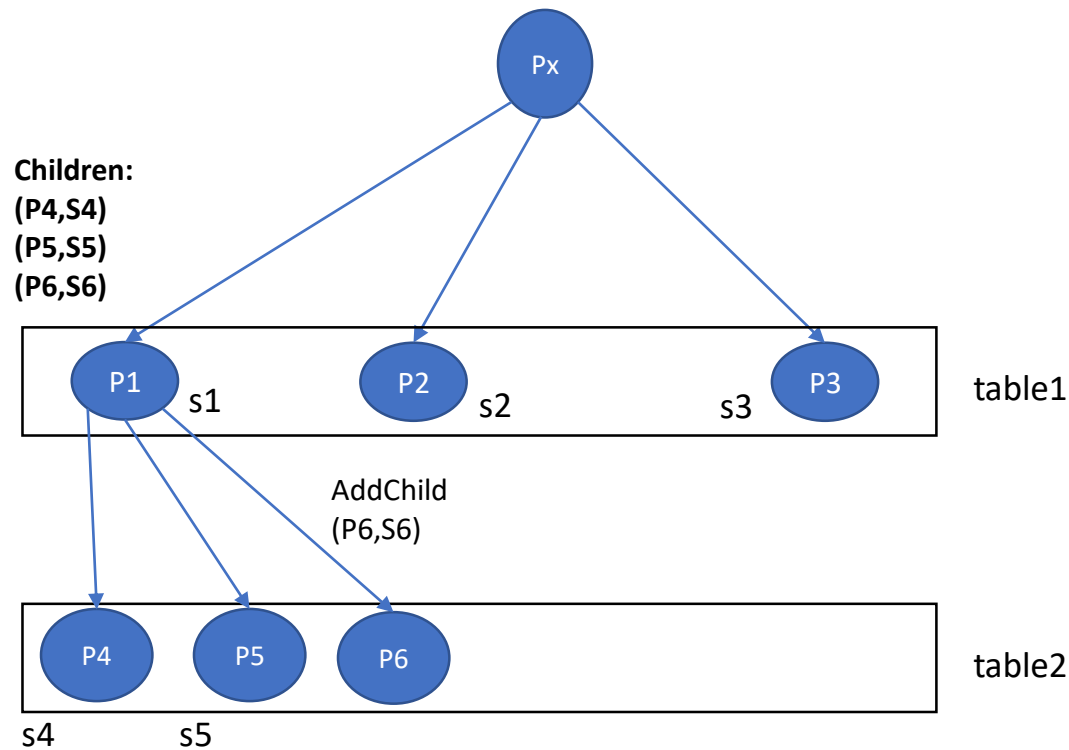 Px
Children:
(P4,S4)
(P5,S5)
(P6,S6)
P1
s1
P2
s2
s3
P3
table1
AddChild
(P6,S6)
P4
P5
P6
table2
s4
s5